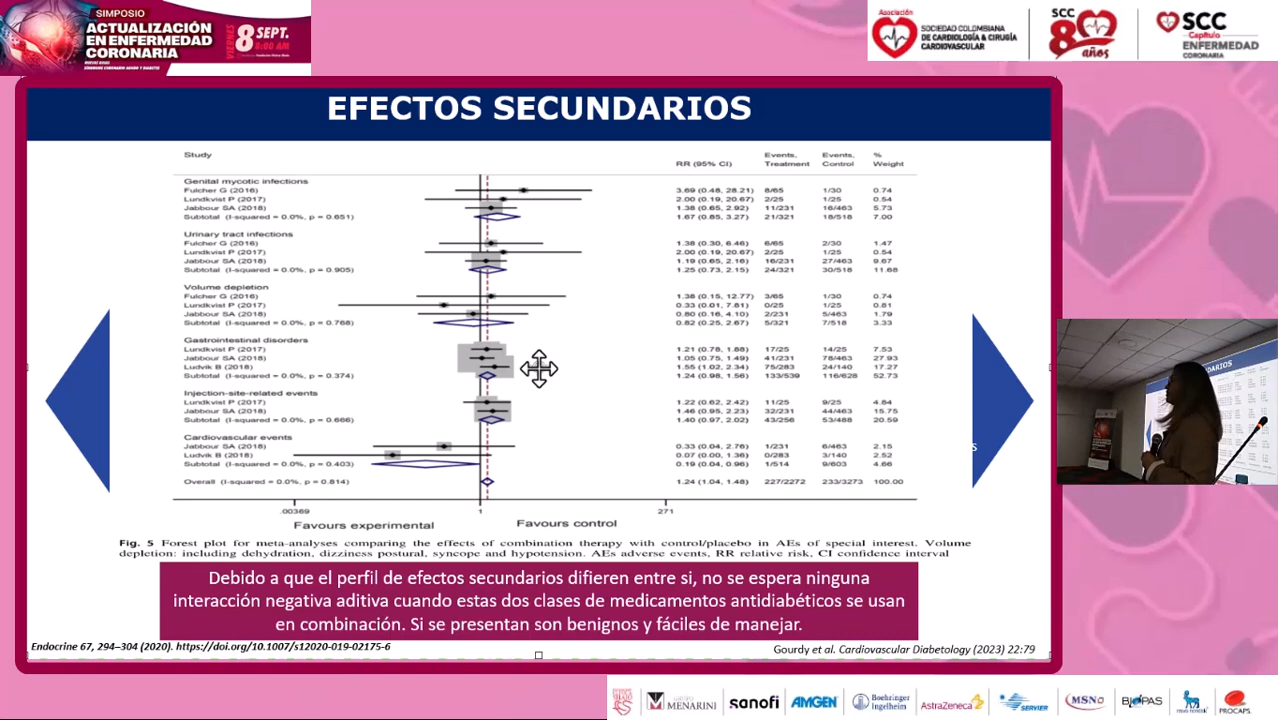 SIMPOSIO
ACTUALIZACIÓN
EN ENFERMEDAD
CORONARIA
VIERNES
8 SEPT.
8:00 AM
Asociación
SOCIEDAD COLOMBIANA
DE CARDIOLOGÍA & CIRUGÍA
CARDIOVASCULAR
SCC
80
años
SCC
Capítulo
ENFERMEDAD
CORONARIA
EFECTOS SECUNDARIOS
Study RR (95% CI) Events, Treatment Events, Control % Weight
Genital mycotic infections
Fulcher G (2016) 3.69 (0.48, 28.21) 8/65 1/30 0.74
Lundkvist P (2017) 2.00 (0.19, 20.67) 2/25 1/25 0.54
Jabbour SA (2018) 1.38 (0.65, 2.92) 11/231 16/463 5.73
Subtotal (I-squared = 0.0%, p = 0.651) 1.67 (0.85, 3.27) 21/321 18/518 7.00
Urinary tract infections
Fulcher G (2016) 1.38 (0.30, 6.46) 6/65 2/30 1.47
Lundkvist P (2017) 2.00 (0.19, 20.67) 2/25 1/25 0.54
Jabbour SA (2018) 1.19 (0.65, 2.16) 16/231 27/463 9.67
Subtotal (I-squared = 0.0%, p = 0.905) 1.25 (0.73, 2.15) 24/321 30/518 11.68
Volume depletion
Fulcher G (2016) 1.38 (0.15, 12.77) 3/65 1/30 0.74
Lundkvist P (2017) 0.33 (0.01, 7.81) 0/25 1/25 0.81
Jabbour SA (2018) 0.80 (0.16, 4.10) 2/231 5/463 1.79
Subtotal (I-squared = 0.0%, p = 0.768) 0.82 (0.25, 2.67) 5/321 7/518 3.33
Gastrointestinal disorders
Lundkvist P (2017) 1.21 (0.78, 1.88) 17/25 14/25 7.53
Jabbour SA (2018) 1.05 (0.75, 1.49) 41/231 78/463 27.93
Ludvik B (2018) 1.55 (1.02, 2.34) 75/283 24/140 17.27
Subtotal (I-squared = 0.0%, p = 0.374) 1.24 (0.98, 1.56) 133/539 116/628 52.73
Injection-site-related events
Lundkvist P (2017) 1.22 (0.62, 2.42) 11/25 9/25 4.84
Jabbour SA (2018) 1.46 (0.95, 2.23) 32/231 44/463 15.75
Subtotal (I-squared = 0.0%, p = 0.666) 1.40 (0.97, 2.02) 43/256 53/488 20.59
Cardiovascular events
Jabbour SA (2018) 0.33 (0.04, 2.76) 1/231 6/463 2.15
Ludwik B (2018) 0.07 (0.00, 1.36) 0/283 3/140 2.52
Subtotal (I-squared = 0.0%, p = 0.403) 0.19 (0.04, 0.96) 1/514 9/603 4.66
Overall (I-squared = 0.0%, p = 0.814) 1.24 (1.04, 1.48) 227/2272 233/3273 100.00
.00369 1 271
Favours experimental Favours control
Fig. 5 Forest plot for meta-analyses comparing the effects of combination therapy with control/placebo in AEs of special interest. Volume
depletion: including dehydration, dizziness postural, syncope and hypotension. AEs adverse events, RR relative risk, CI confidence interval
Debido a que el perfil de efectos secundarios difieren entre si, no se espera ninguna
interacción negativa aditiva cuando estas dos clases de medicamentos antidiabéticos se usan
en combinación. Si se presentan son benignos y fáciles de manejar.
Endocrine 67, 294–304 (2020). https://doi.org/10.1007/s12020-019-02175-6
Gourdy et al. Cardiovascular Diabetology (2023) 22:79
s
MENARINI
sanofi
AMGEN
Boehringer
Ingelheim
AstraZeneca
SERVIER
MSN
BIOPAS
novo nordisk
PROCAPS